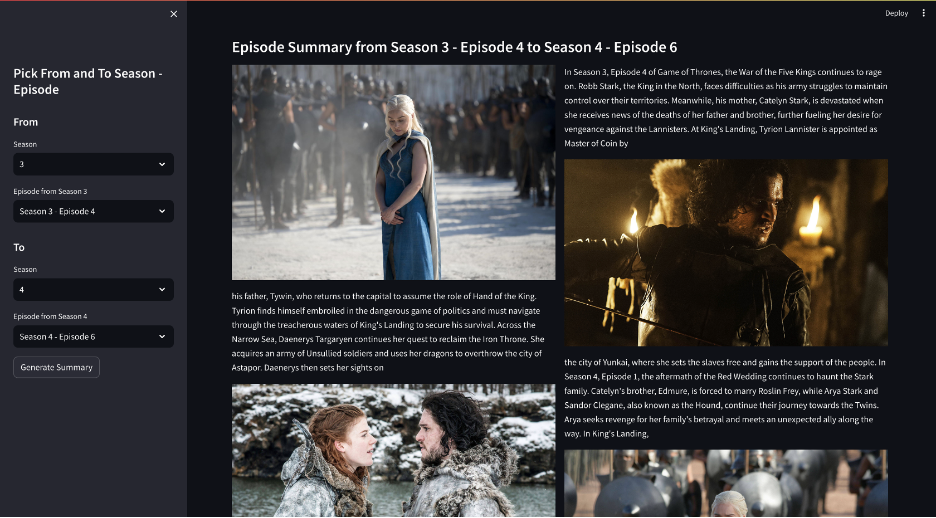 Deploy
Pick From and To Season -
Episode
From
Season
3
Episode from Season 3
Season 3 - Episode 4
To
Season
4
Episode from Season 4
Season 4 - Episode 6
Generate Summary
Episode Summary from Season 3 - Episode 4 to Season 4 - Episode 6
In Season 3, Episode 4 of Game of Thrones, the War of the Five Kings continues to rage
on. Robb Stark, the King in the North, faces difficulties as his army struggles to maintain
control over their territories. Meanwhile, his mother, Catelyn Stark, is devastated when
she receives news of the deaths of her father and brother, further fueling her desire for
vengeance against the Lannisters. At King's Landing, Tyrion Lannister is appointed as
Master of Coin by
his father, Tywin, who returns to the capital to assume the role of Hand of the King.
Tyrion finds himself embroiled in the dangerous game of politics and must navigate
through the treacherous waters of King's Landing to secure his survival. Across the
Narrow Sea, Daenerys Targaryen continues her quest to reclaim the Iron Throne. She
acquires an army of Unsullied soldiers and uses her dragons to overthrow the city of
Astapor. Daenerys then sets her sights on
the city of Yunkai, where she sets the slaves free and gains the support of the people. In
Season 4, Episode 1, the aftermath of the Red Wedding continues to haunt the Stark
family. Catelyn's brother, Edmure, is forced to marry Roslin Frey, while Arya Stark and
Sandor Clegane, also known as the Hound, continue their journey towards the Twins.
Arya seeks revenge for her family's betrayal and meets an unexpected ally along the
way. In King's Landing,